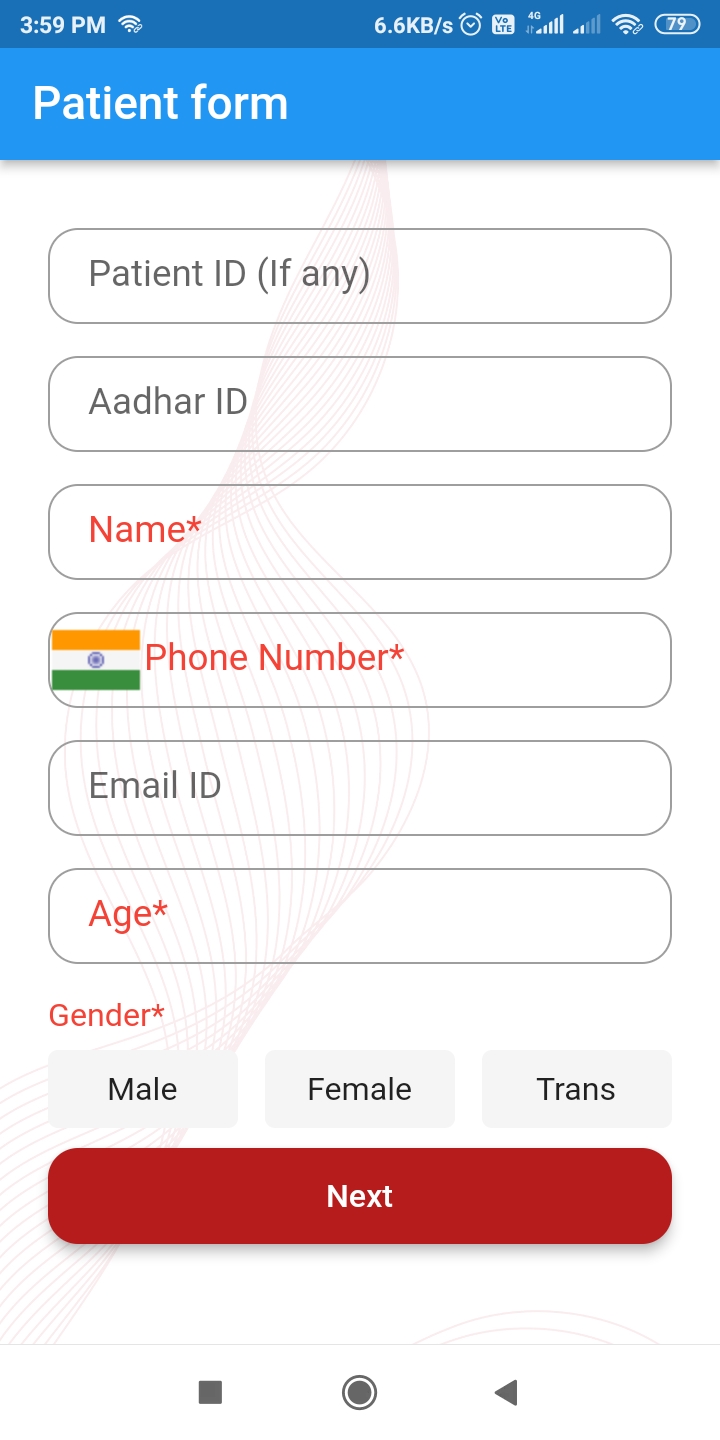 3:59 PM 6.6KB/s Vo LTE 4G 79
Patient form
Patient ID (If any)
Aadhar ID
Name*
Phone Number*
Email ID
Age*
Gender*
Male Female Trans
Next